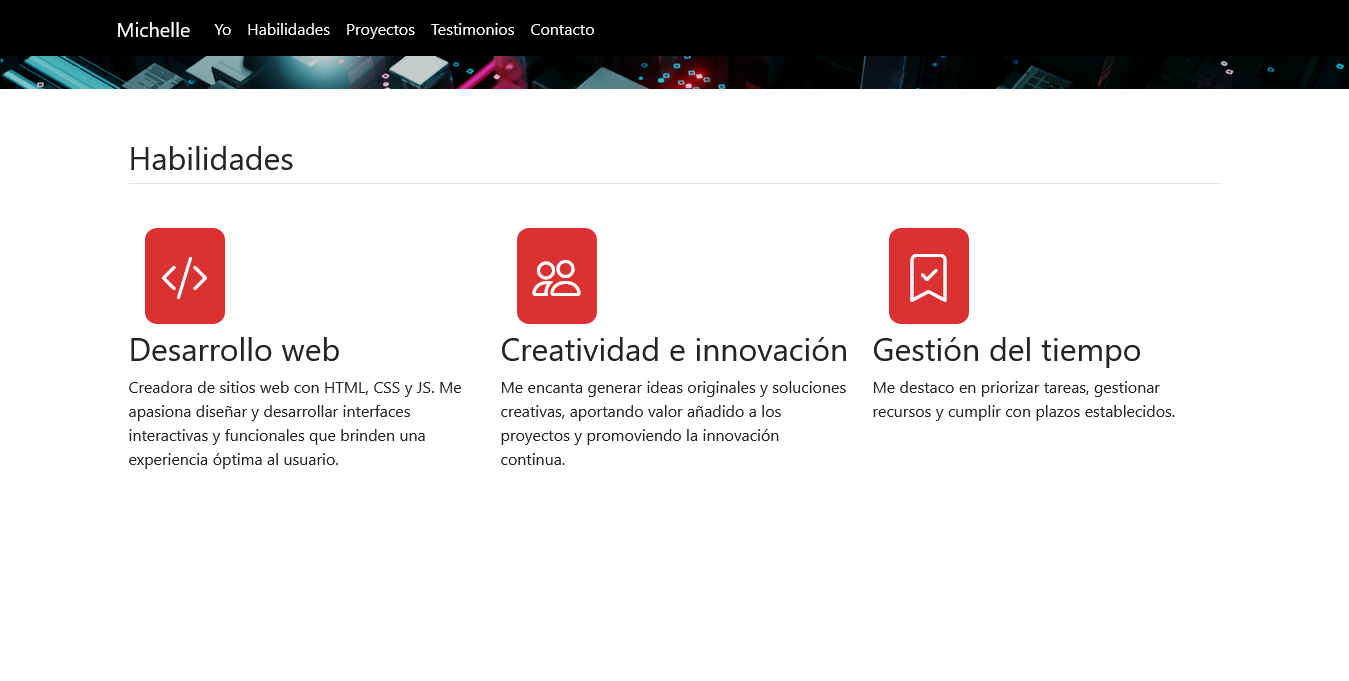 Michelle Yo Habilidades Proyectos Testimonios Contacto
Habilidades
Desarrollo web
Creadora de sitios web con HTML, CSS y JS. Me
apasiona diseñar y desarrollar interfaces
interactivas y funcionales que brinden una
experiencia óptima al usuario.
Creatividad e innovación
Me encanta generar ideas originales y soluciones
creativas, aportando valor añadido a los
proyectos y promoviendo la innovación
continua.
Gestión del tiempo
Me destaco en priorizar tareas, gestionar
recursos y cumplir con plazos establecidos.